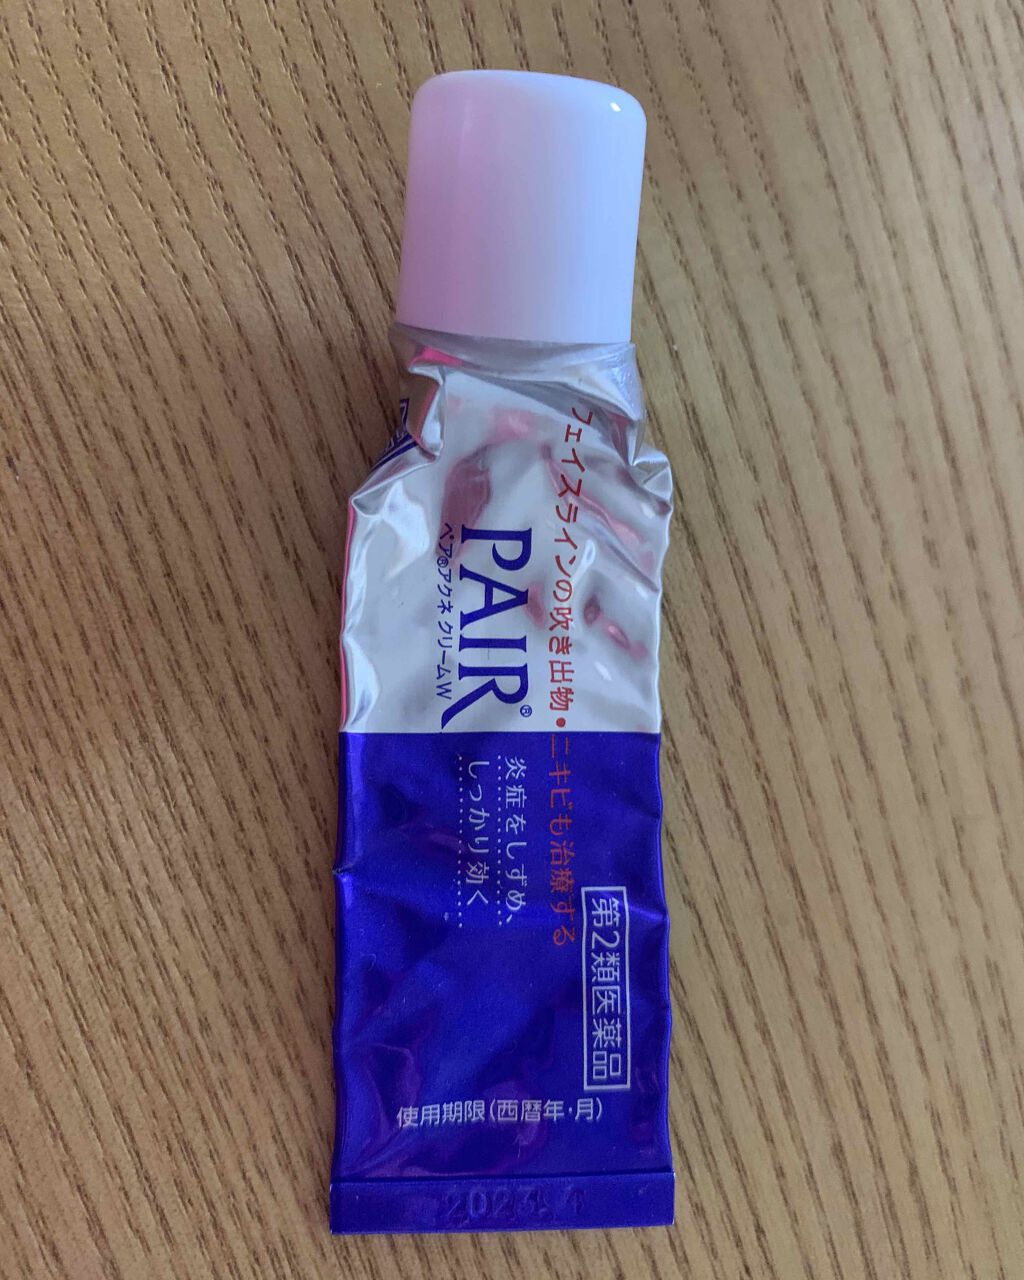 フェイスラインの吹き出物・ニキビも治療する
PAIR®
ペア®アクネクリームW
炎症をしずめ、
しっかり効く
第2類医薬品
使用期限(西暦年・月)
2023.4